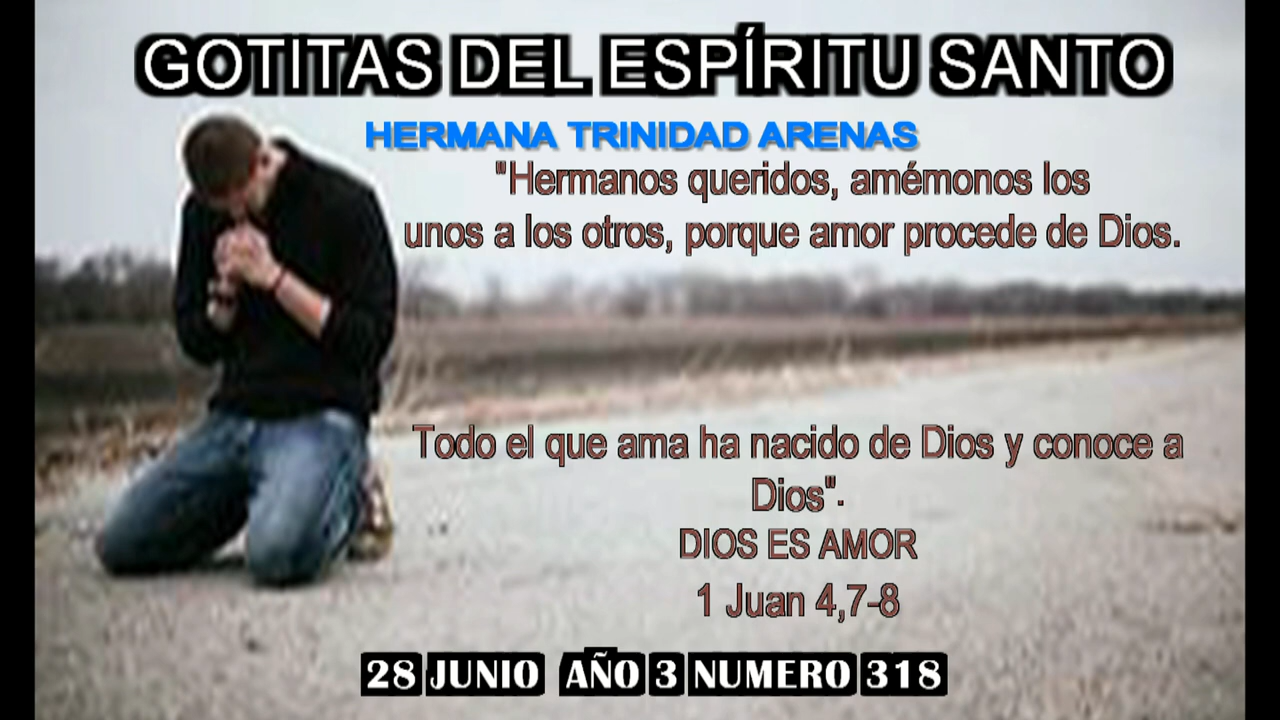 GOTITAS DEL ESPÍRITU SANTO
HERMANA TRINIDAD ARENAS
"Hermanos queridos, amémonos los
unos a los otros, porque amor procede de Dios.
Todo el que ama ha nacido de Dios y conoce a
Dios".
DIOS ES AMOR
1 Juan 4,7-8
28 JUNIO AÑO 3 NUMERO 318